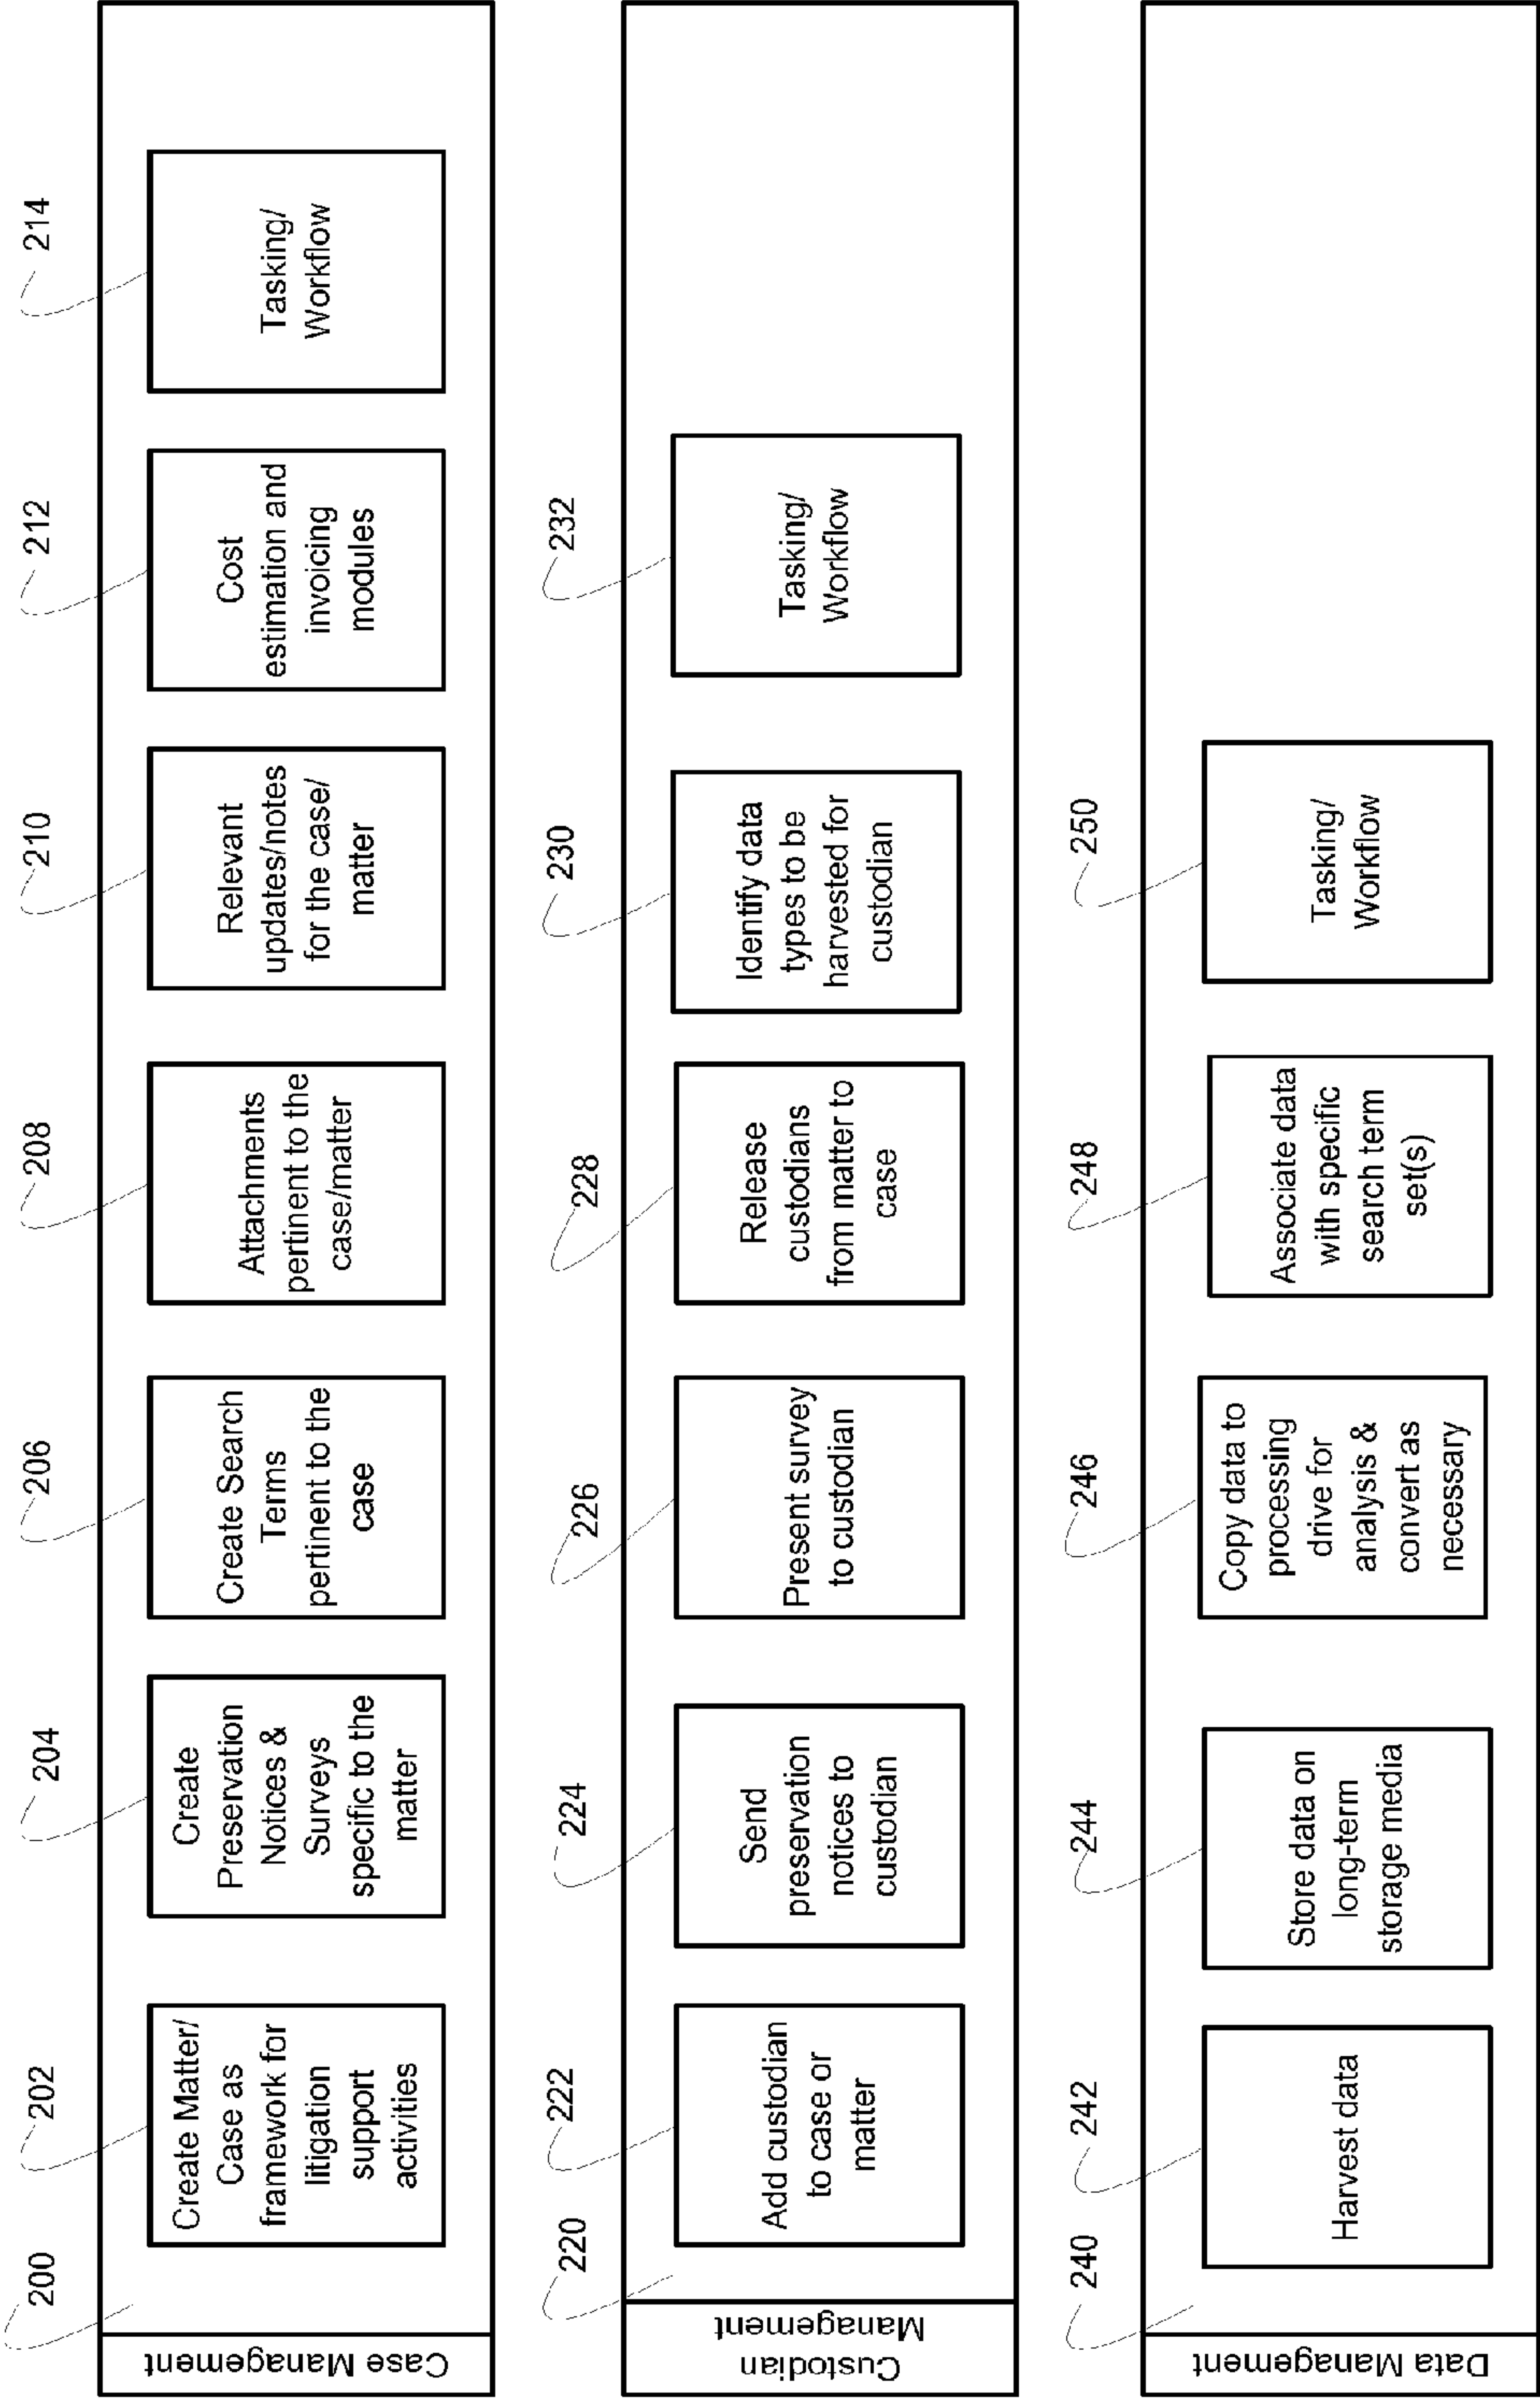 200
202
204
206
208
210
212
214
Case Management
Create Matter/
Case as
framework for
litigation
support
activities
Create
Preservation
Notices &
Surveys
specific to the
matter
Create Search
Terms
pertinent to the
case
Attachments
pertinent to the
case/matter
Relevant
updates/notes
for the case/
matter
Cost
estimation and
invoicing
modules
Tasking/
Workflow
220
222
224
226
228
230
232
Custodian
Management
Add custodian
to case or
matter
Send
preservation
notices to
custodian
Present survey
to custodian
Release
custodians
from matter to
case
Identify data
types to be
harvested for
custodian
Tasking/
Workflow
240
242
244
246
248
250
Data Management
Harvest data
Store data on
long-term
storage media
Copy data to
processing
drive for
analysis &
convert as
necessary
Associate data
with specific
search term
set(s)
Tasking/
Workflow